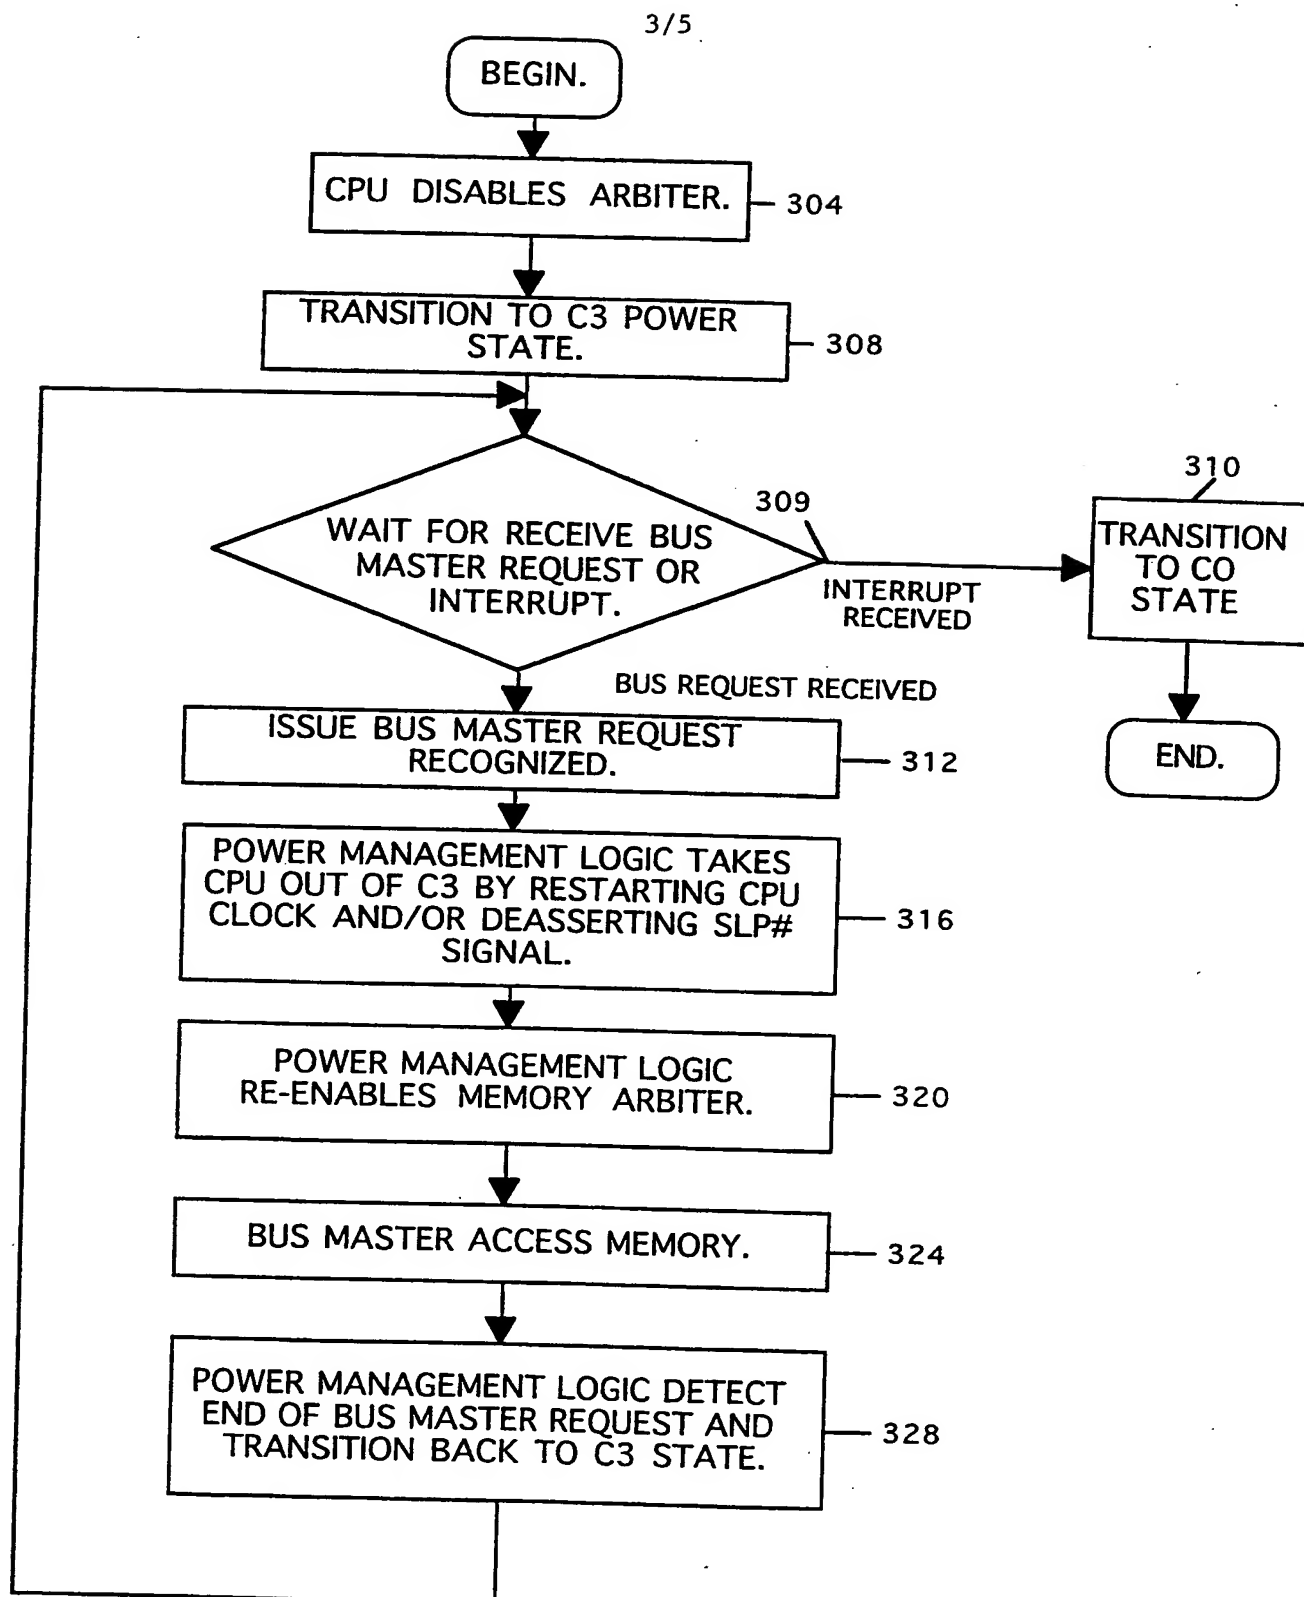 3/5
BEGIN.
CPU DISABLES ARBITER.
304
TRANSITION TO C3 POWER
STATE.
308
WAIT FOR RECEIVE BUS
MASTER REQUEST OR
INTERRUPT.
309
INTERRUPT
RECEIVED
310
TRANSITION
TO CO
STATE
END.
BUS REQUEST RECEIVED
ISSUE BUS MASTER REQUEST
RECOGNIZED.
312
POWER MANAGEMENT LOGIC TAKES
CPU OUT OF C3 BY RESTARTING CPU
CLOCK AND/OR DEASSERTING SLP#
SIGNAL.
316
POWER MANAGEMENT LOGIC
RE-ENABLES MEMORY ARBITER.
320
BUS MASTER ACCESS MEMORY.
324
POWER MANAGEMENT LOGIC DETECT
END OF BUS MASTER REQUEST AND
TRANSITION BACK TO C3 STATE.
328